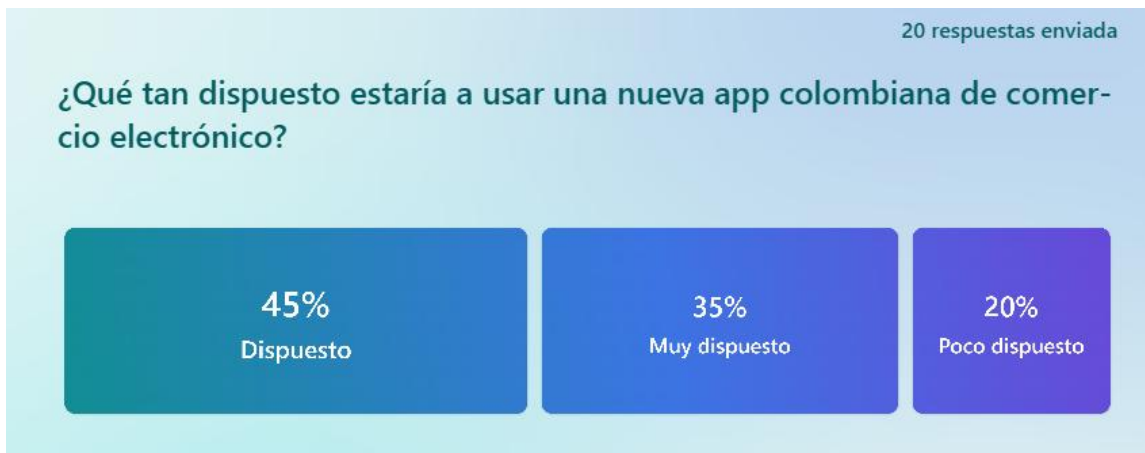 20 respuestas enviada
¿Qué tan dispuesto estaría a usar una nueva app colombiana de comer-
cio electrónico?
45%
Dispuesto
35%
Muy dispuesto
20%
Poco dispuesto